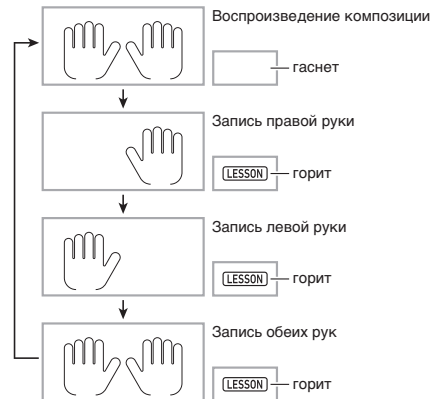 Воспроизведение композиции
гаснет
Запись правой руки
LESSON
горит
Запись левой руки
LESSON
горит
Запись обеих рук
LESSON
горит